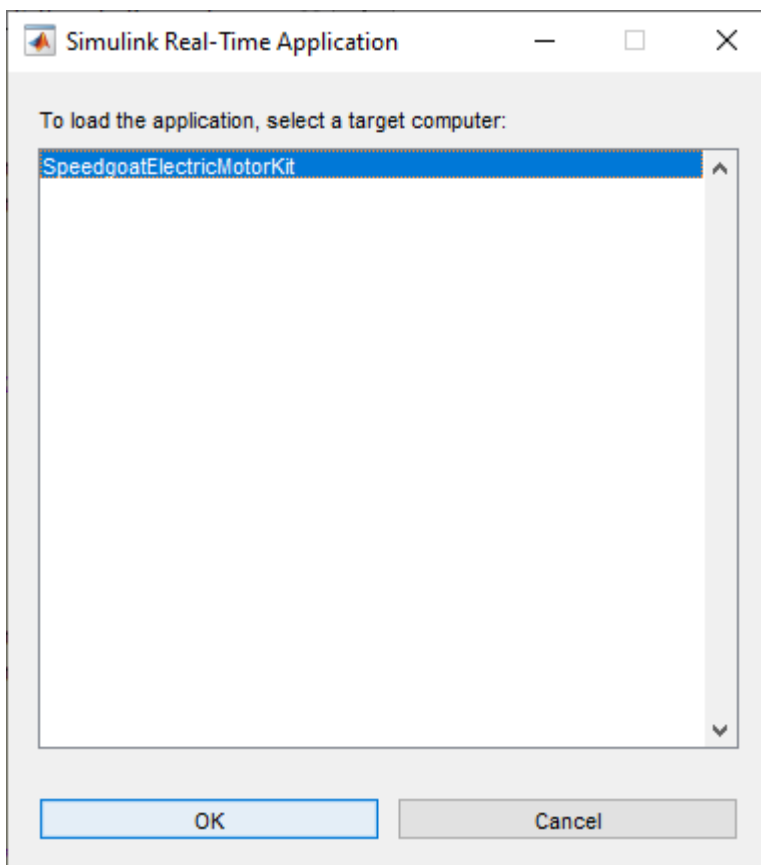 Simulink Real-Time Application
To load the application, select a target computer:
SpeedgoatElectricMotorKit
OK
Cancel